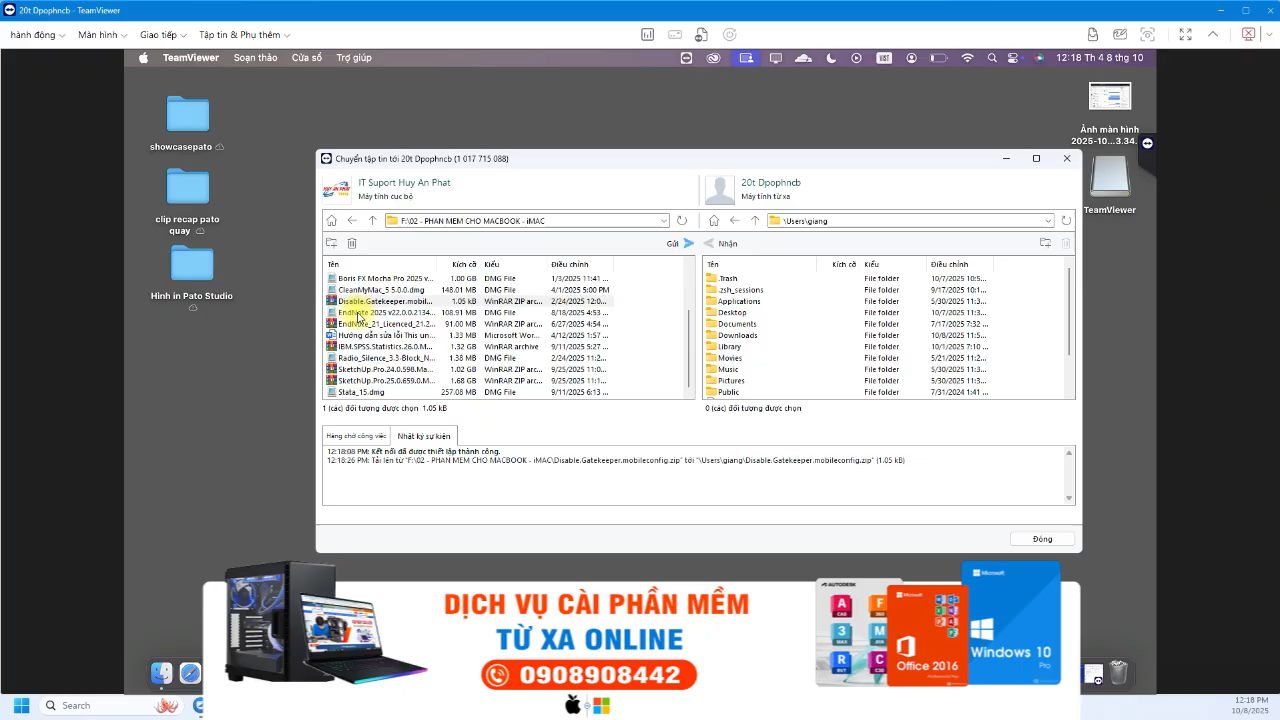 20t Dpophncb - TeamViewer
hành động Màn hình Giao tiếp Tập tin & Phụ thêm
TeamViewer Soạn thảo Cửa sổ Trợ giúp
12:18 Th 4 8 thg 10
showcasepato
clip recap pato
quay
Hình in Pato Studio
Ảnh màn hình
2025-10...3.34.
TeamViewer
Chuyển tập tin tới 20t Dpophncb (1 017 715 088)
IT Suport Huy An Phat
Máy tính cục bộ
20t Dpophncb
Máy tính từ xa
F:\02 - PHAN MEM CHO MACBOOK - iMAC
\Users\giang
Gửi
Nhận
Tên Kích cỡ Kiểu Điều chỉnh
Boris FX Mocha Pro 2025 v... 1.00 GB DMG File 1/3/2025 11:41...
CleanMyMac_5 5.0.0.dmg 148.01 MB DMG File 4/1/2025 5:00 PM
Disable.Gatekeeper.mobil... 1.05 kB WinRAR ZIP arc... 2/24/2025 12:0...
EndNote 2025 v22.0.0.2134... 108.91 MB DMG File 8/18/2025 4:53 ...
EndNote_21_Licenced_21.2... 91.00 MB WinRAR ZIP arc... 6/27/2025 4:54 ...
Hướng dẫn sửa lỗi This un... 1.33 MB Microsoft Wor... 4/29/2025 3:53 ...
IBM.SPSS.Statistics.26.0.M... 1.32 GB WinRAR archive 9/11/2025 5:27 ...
Radio_Silence_3.3-Block_N... 1.38 MB DMG File 2/24/2025 11:3...
SketchUp.Pro.24.0.598.Ma... 1.02 GB WinRAR ZIP arc... 9/25/2025 11:3...
SketchUp.Pro.25.0.659.0.M... 1.68 GB WinRAR ZIP arc... 9/25/2025 11:1...
Stata_15.dmg 257.08 MB DMG File 9/11/2025 6:13 ...
Tên Kích cỡ Kiểu Điều chỉnh
.Trash File folder 10/7/2025 10:5...
.zsh_sessions File folder 10/7/2025 11:3...
Applications File folder 5/30/2025 11:3...
Desktop File folder 10/7/2025 11:3...
Documents File folder 7/17/2025 7:32 ...
Downloads File folder 10/8/2025 11:5...
Library File folder 10/1/2025 7:10 ...
Movies File folder 5/21/2025 11:2...
Music File folder 5/30/2025 11:3...
Pictures File folder 5/30/2025 11:3...
Public File folder 7/31/2024 1:41 ...
1 (các) đối tượng được chọn 1.05 kB
0 (các) đối tượng được chọn
Hàng chờ công việc Nhật ký sự kiện
12:18:08 PM: Kết nối đã được thiết lập thành công.
12:18:26 PM: Tải lên từ "F:\02 - PHAN MEM CHO MACBOOK - iMAC\Disable.Gatekeeper.mobileconfig.zip" tới "\Users\giang\Disable.Gatekeeper.mobileconfig.zip" (1.05 kB)
Đóng
DỊCH VỤ CÀI PHẦN MỀM
TỪ XA ONLINE
0908908442
AUTODESK
Microsoft
Office 2016
Microsoft
Windows 10
Pro
Search
12:18 PM
10/8/2025